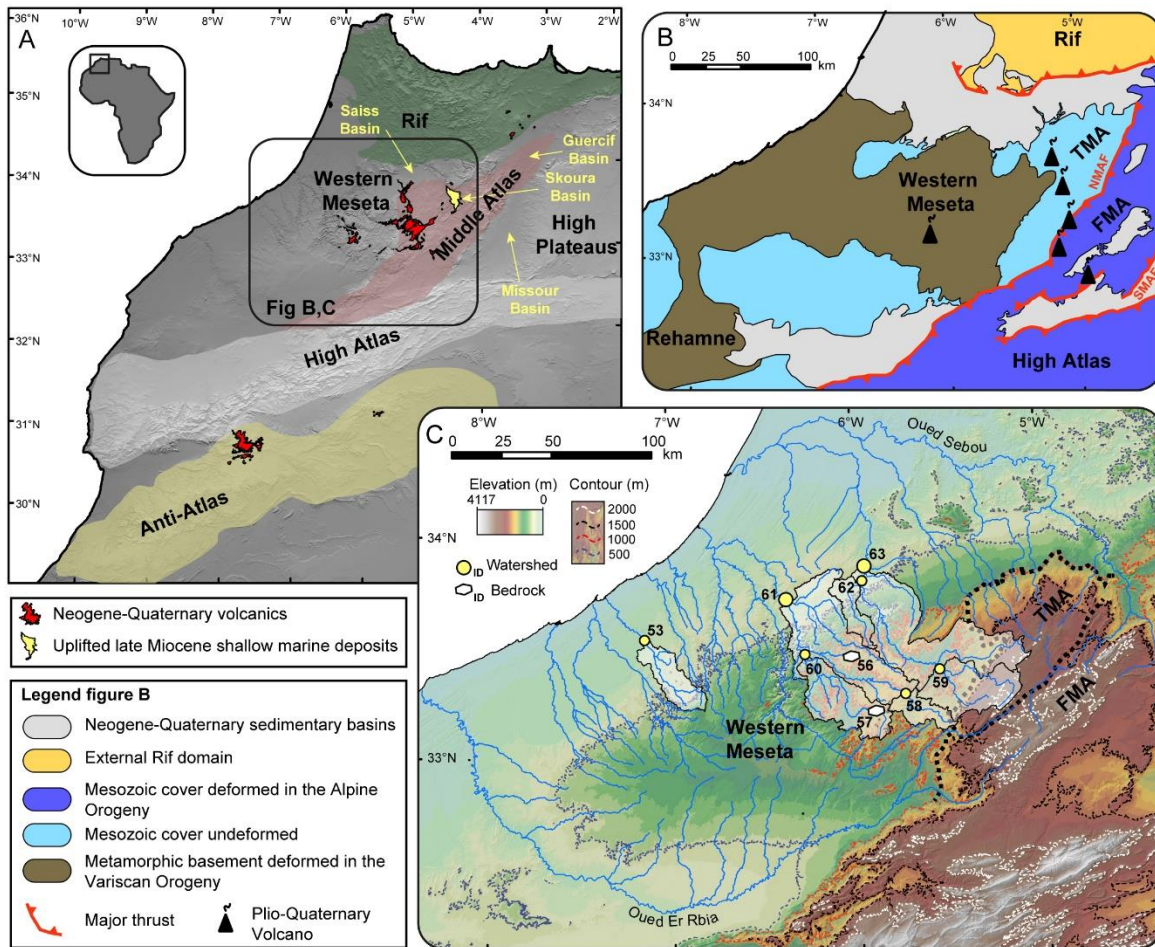 A
10°W 9°W 8°W 7°W 6°W 5°W 4°W 3°W 2°W
36°N
35°N
34°N
33°N
32°N
31°N
30°N
Saiss
Basin
Rif
Guercif
Basin
Skoura
Basin
Western
Meseta
Middle Atlas
High
Plateaus
Missour
Basin
Fig B,C
High Atlas
Anti-Atlas
Neogene-Quaternary volcanics
Uplifted late Miocene shallow marine deposits
Legend figure B
Neogene-Quaternary sedimentary basins
External Rif domain
Mesozoic cover deformed in the Alpine
Orogeny
Mesozoic cover undeformed
Metamorphic basement deformed in the
Variscan Orogeny
Major thrust
Plio-Quaternary
Volcano
B
8°W 7°W 6°W 5°W
0 25 50 100
km
34°N
33°N
Rif
TMA
NMAF
Western
Meseta
FMA
SMAF
Rehamne
High Atlas
C
8°W 7°W 6°W 5°W
0 25 50 100
km
Elevation (m)
4117 0
Contour (m)
2000
1500
1000
500
ID Watershed
ID Bedrock
34°N
33°N
Oued Sebou
63
62
61
53
60
56
59
58
57
TMA
FMA
Western
Meseta
Oued Er Rbia